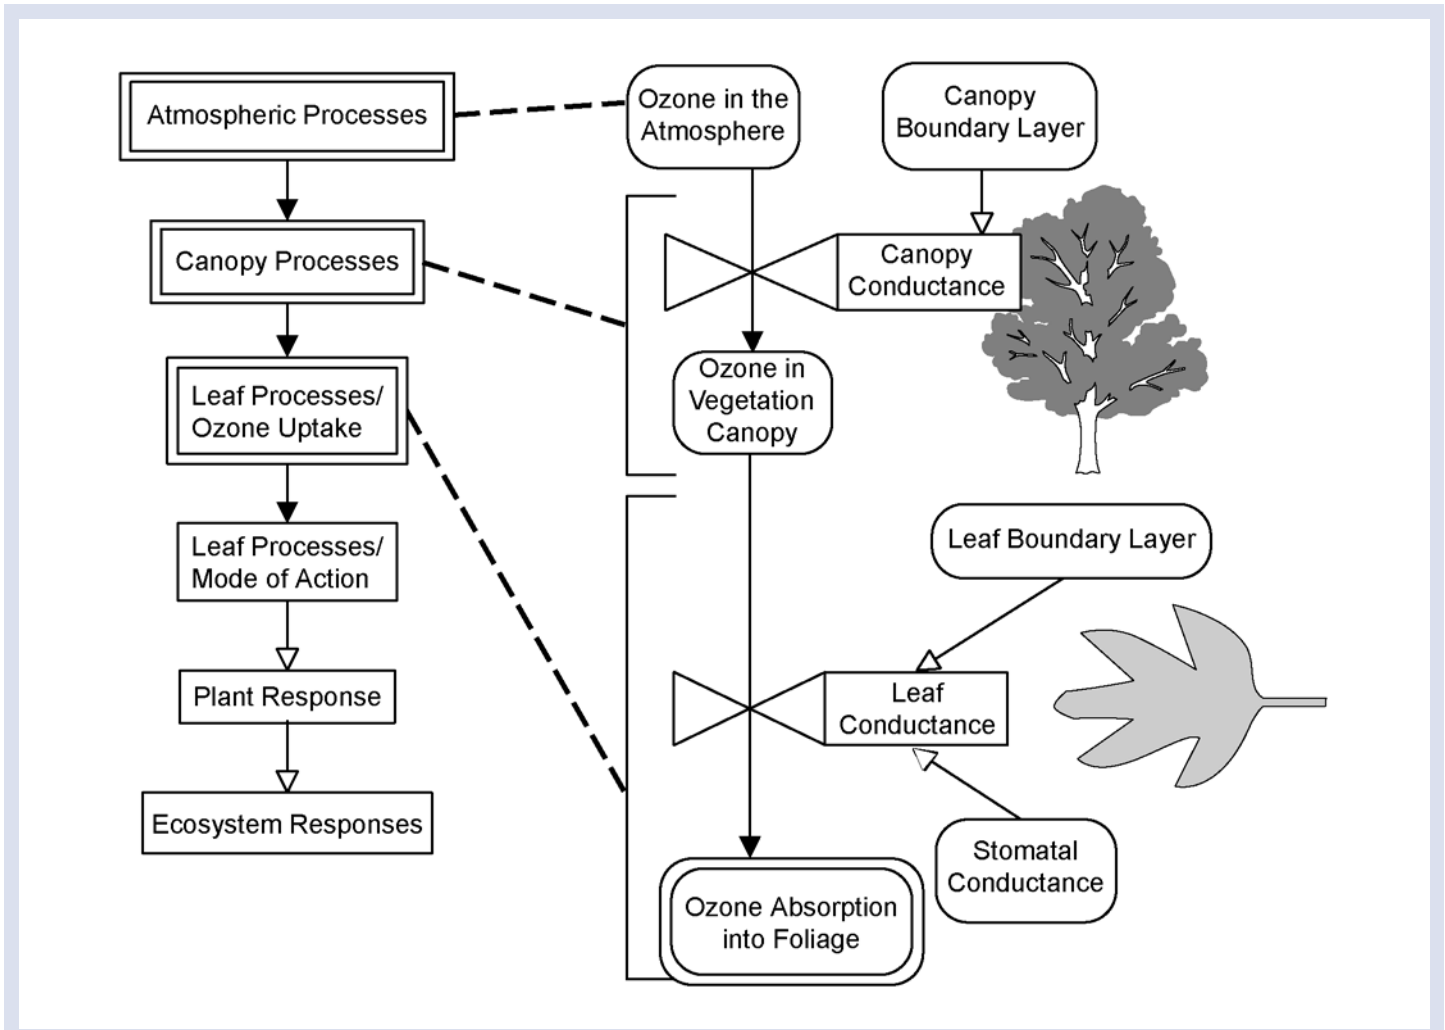 Atmospheric Processes
Canopy Processes
Leaf Processes/
Ozone Uptake
Leaf Processes/
Mode of Action
Plant Response
Ecosystem Responses
Ozone in the
Atmosphere
Canopy
Boundary Layer
Canopy
Conductance
Ozone in
Vegetation
Canopy
Leaf Boundary Layer
Leaf
Conductance
Stomatal
Conductance
Ozone Absorption
into Foliage